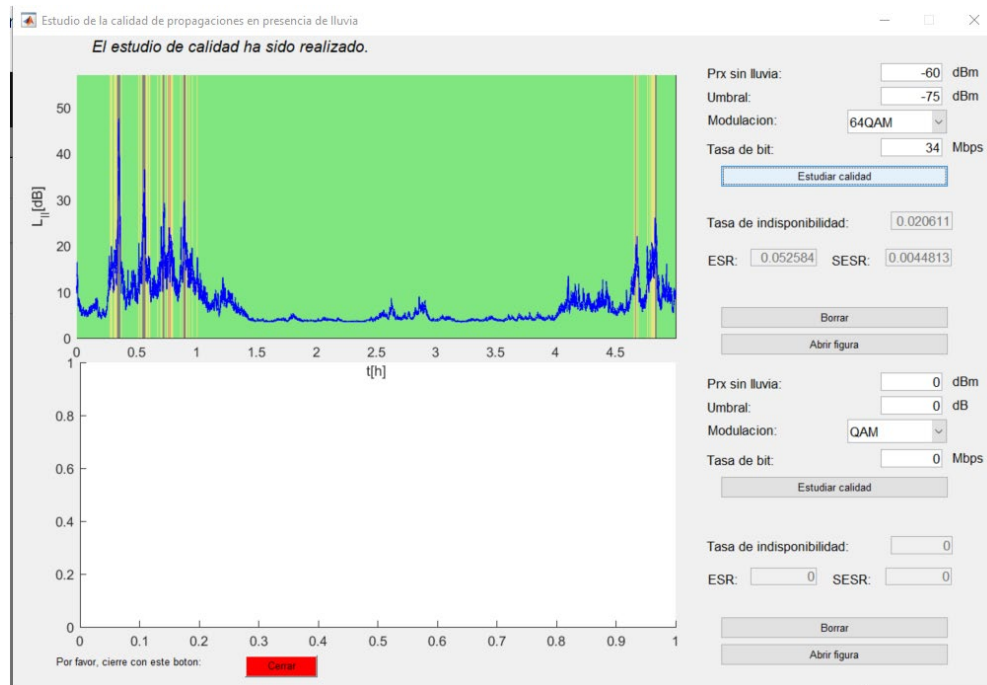 Estudio de la calidad de propagaciones en presencia de lluvia
El estudio de calidad ha sido realizado.
50
40
30
20
10
0
L||[dB]
0 0.5 1 1.5 2 2.5 3 3.5 4 4.5
t[h]
Prx sin lluvia: -60 dBm
Umbral: -75 dBm
Modulacion: 64QAM
Tasa de bit: 34 Mbps
Estudiar calidad
Tasa de indisponibilidad: 0.020611
ESR: 0.052584 SESR: 0.0044813
Borrar
Abrir figura
1
0.8
0.6
0.4
0.2
0
0 0.1 0.2 0.3 0.4 0.5 0.6 0.7 0.8 0.9 1
Prx sin lluvia: 0 dBm
Umbral: 0 dB
Modulacion: QAM
Tasa de bit: 0 Mbps
Estudiar calidad
Tasa de indisponibilidad: 0
ESR: 0 SESR: 0
Borrar
Abrir figura
Por favor, cierre con este boton: Cerrar